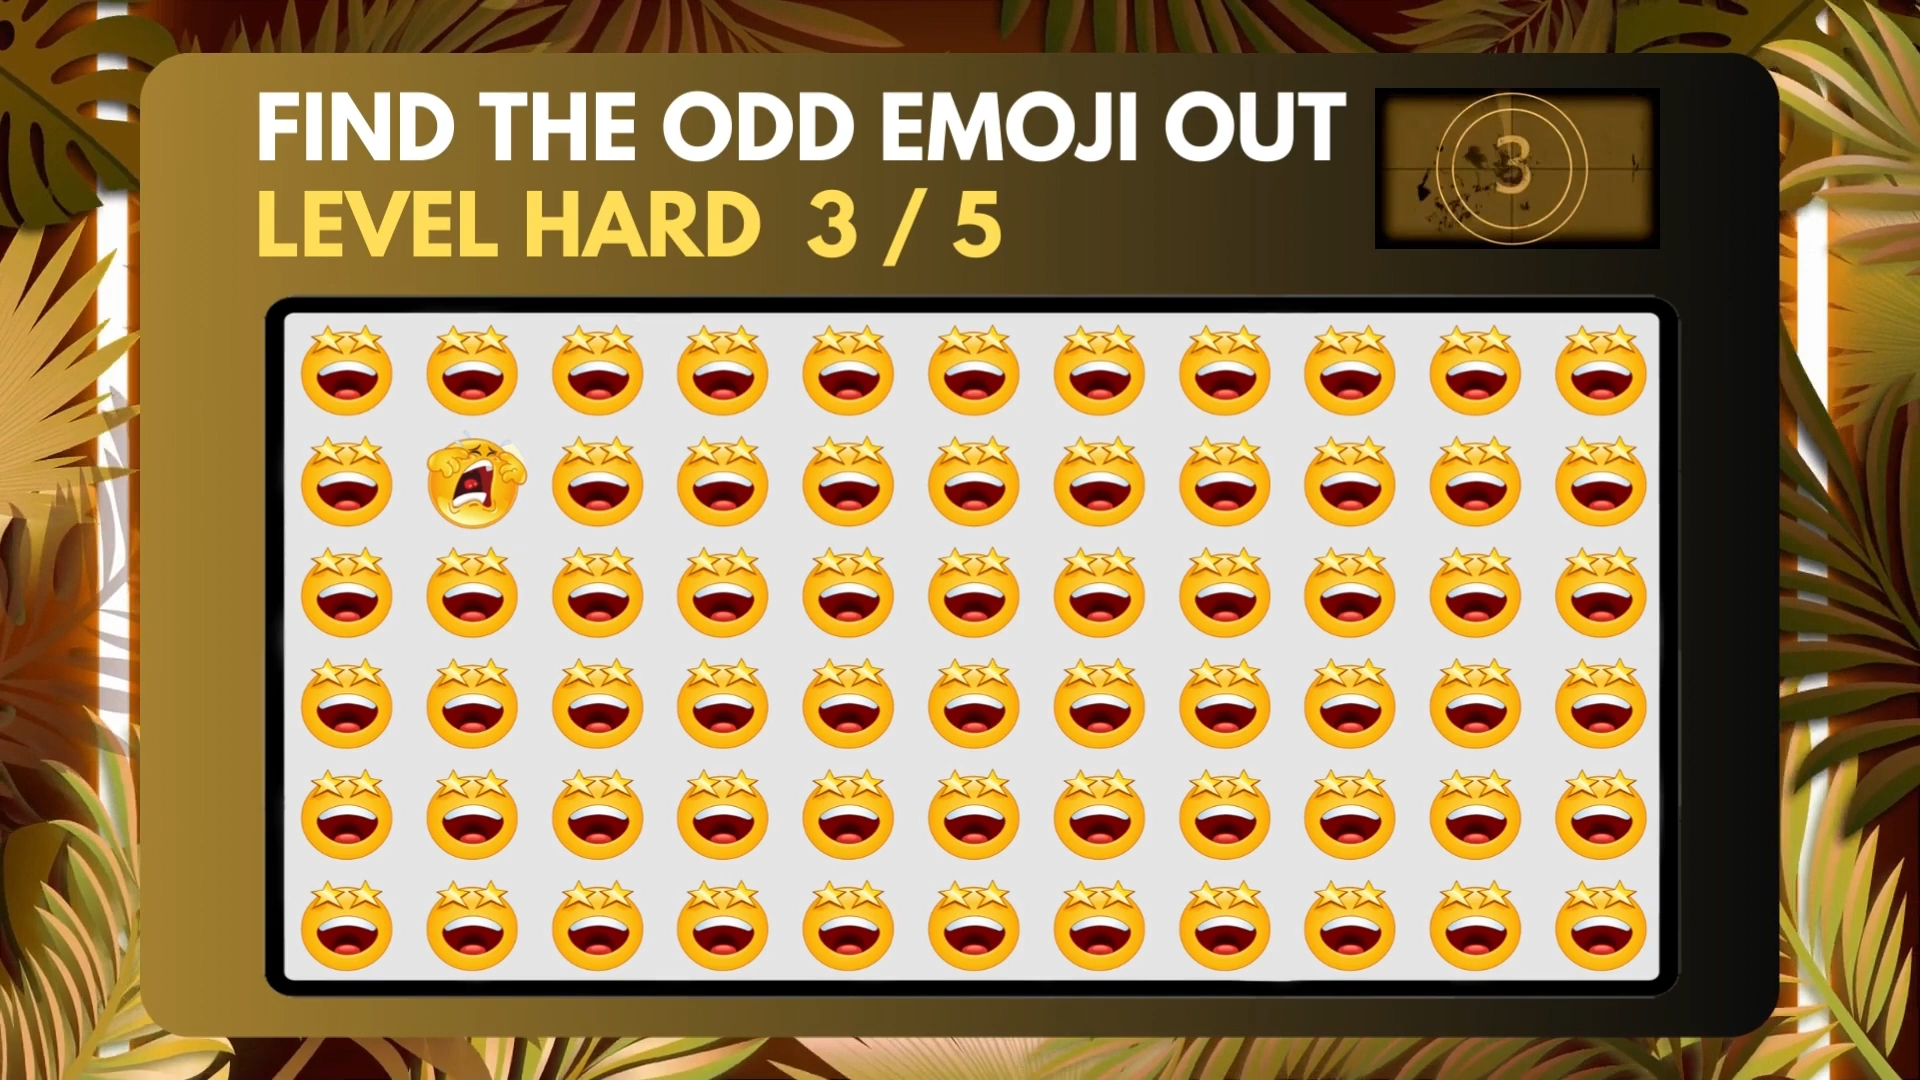 FIND THE ODD EMOJI OUT
LEVEL HARD 3 / 5
3